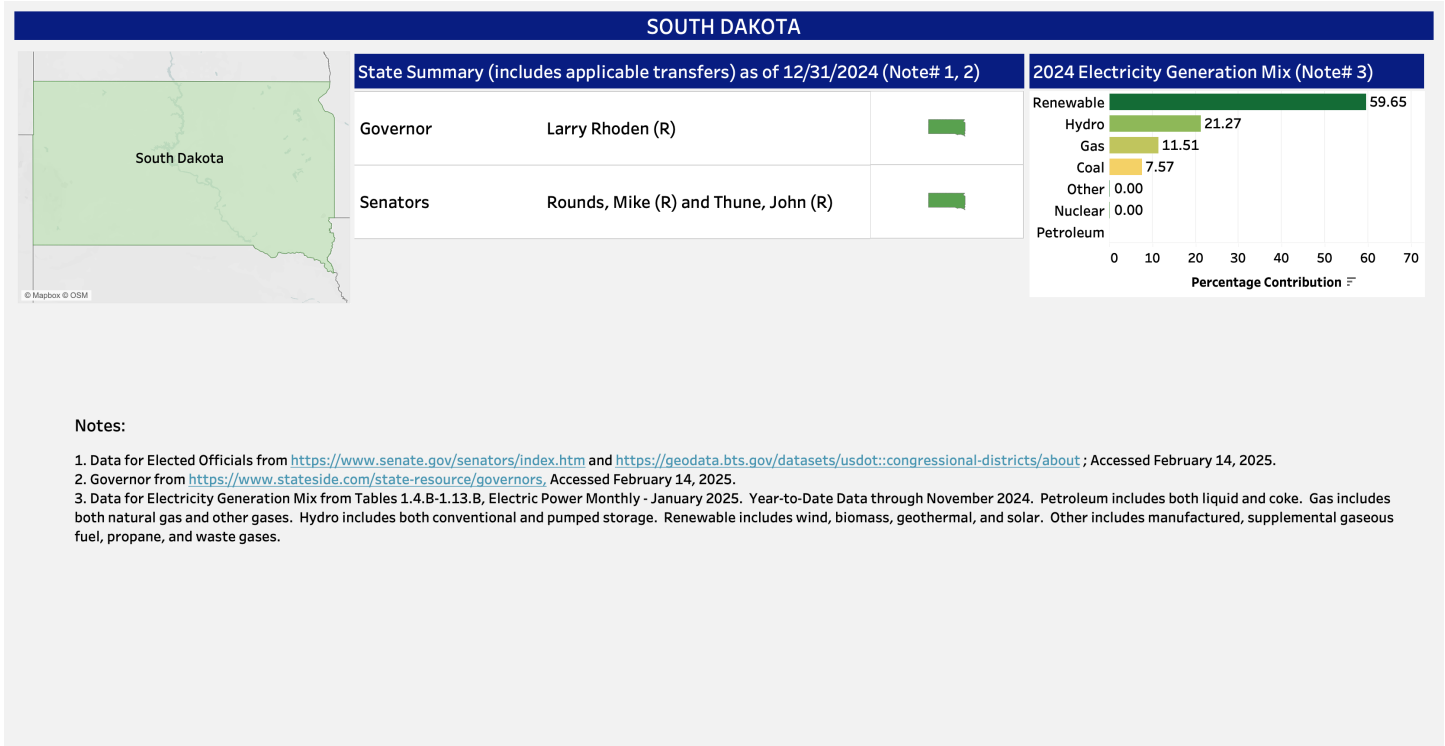 SOUTH DAKOTA
South Dakota
© Mapbox © OSM
State Summary (includes applicable transfers) as of 12/31/2024 (Note# 1, 2)
Governor Larry Rhoden (R)
Senators Rounds, Mike (R) and Thune, John (R)
2024 Electricity Generation Mix (Note# 3)
Renewable 59.65
Hydro 21.27
Gas 11.51
Coal 7.57
Other 0.00
Nuclear 0.00
Petroleum
0 10 20 30 40 50 60 70
Percentage Contribution
Notes:
1. Data for Elected Officials from https://www.senate.gov/senators/index.htm and https://geodata.bts.gov/datasets/usdot::congressional-districts/about ; Accessed February 14, 2025.
2. Governor from https://www.stateside.com/state-resource/governors, Accessed February 14, 2025.
3. Data for Electricity Generation Mix from Tables 1.4.B-1.13.B, Electric Power Monthly - January 2025.  Year-to-Date Data through November 2024.  Petroleum includes both liquid and coke.  Gas includes
both natural gas and other gases.  Hydro includes both conventional and pumped storage.  Renewable includes wind, biomass, geothermal, and solar.  Other includes manufactured, supplemental gaseous
fuel, propane, and waste gases.